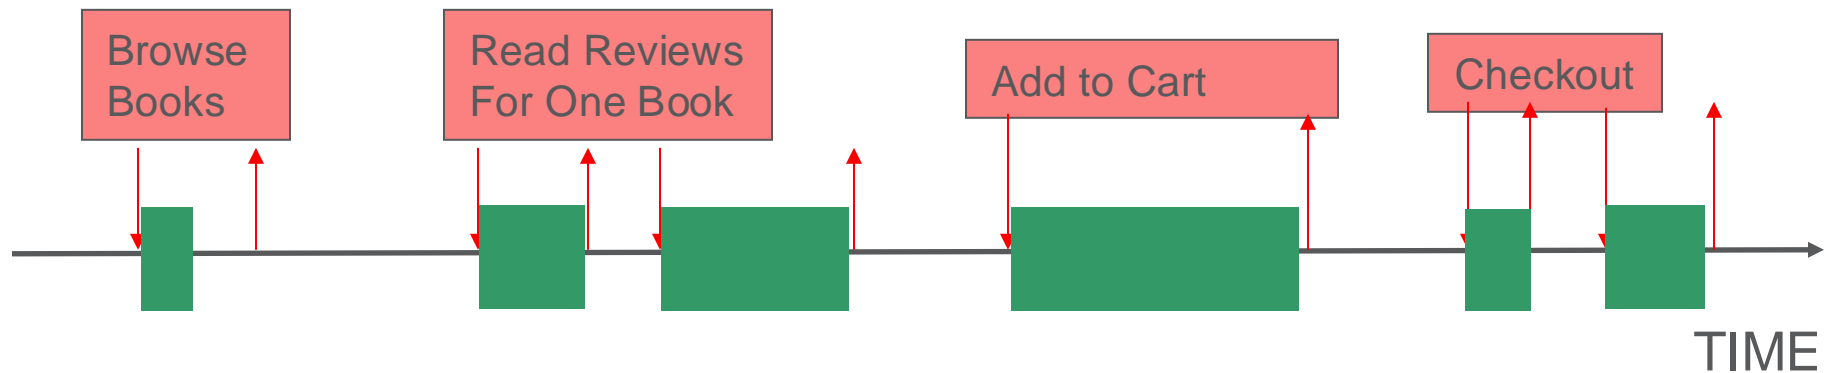 Browse
Books
Read Reviews
For One Book
Add to Cart
Checkout
TIME